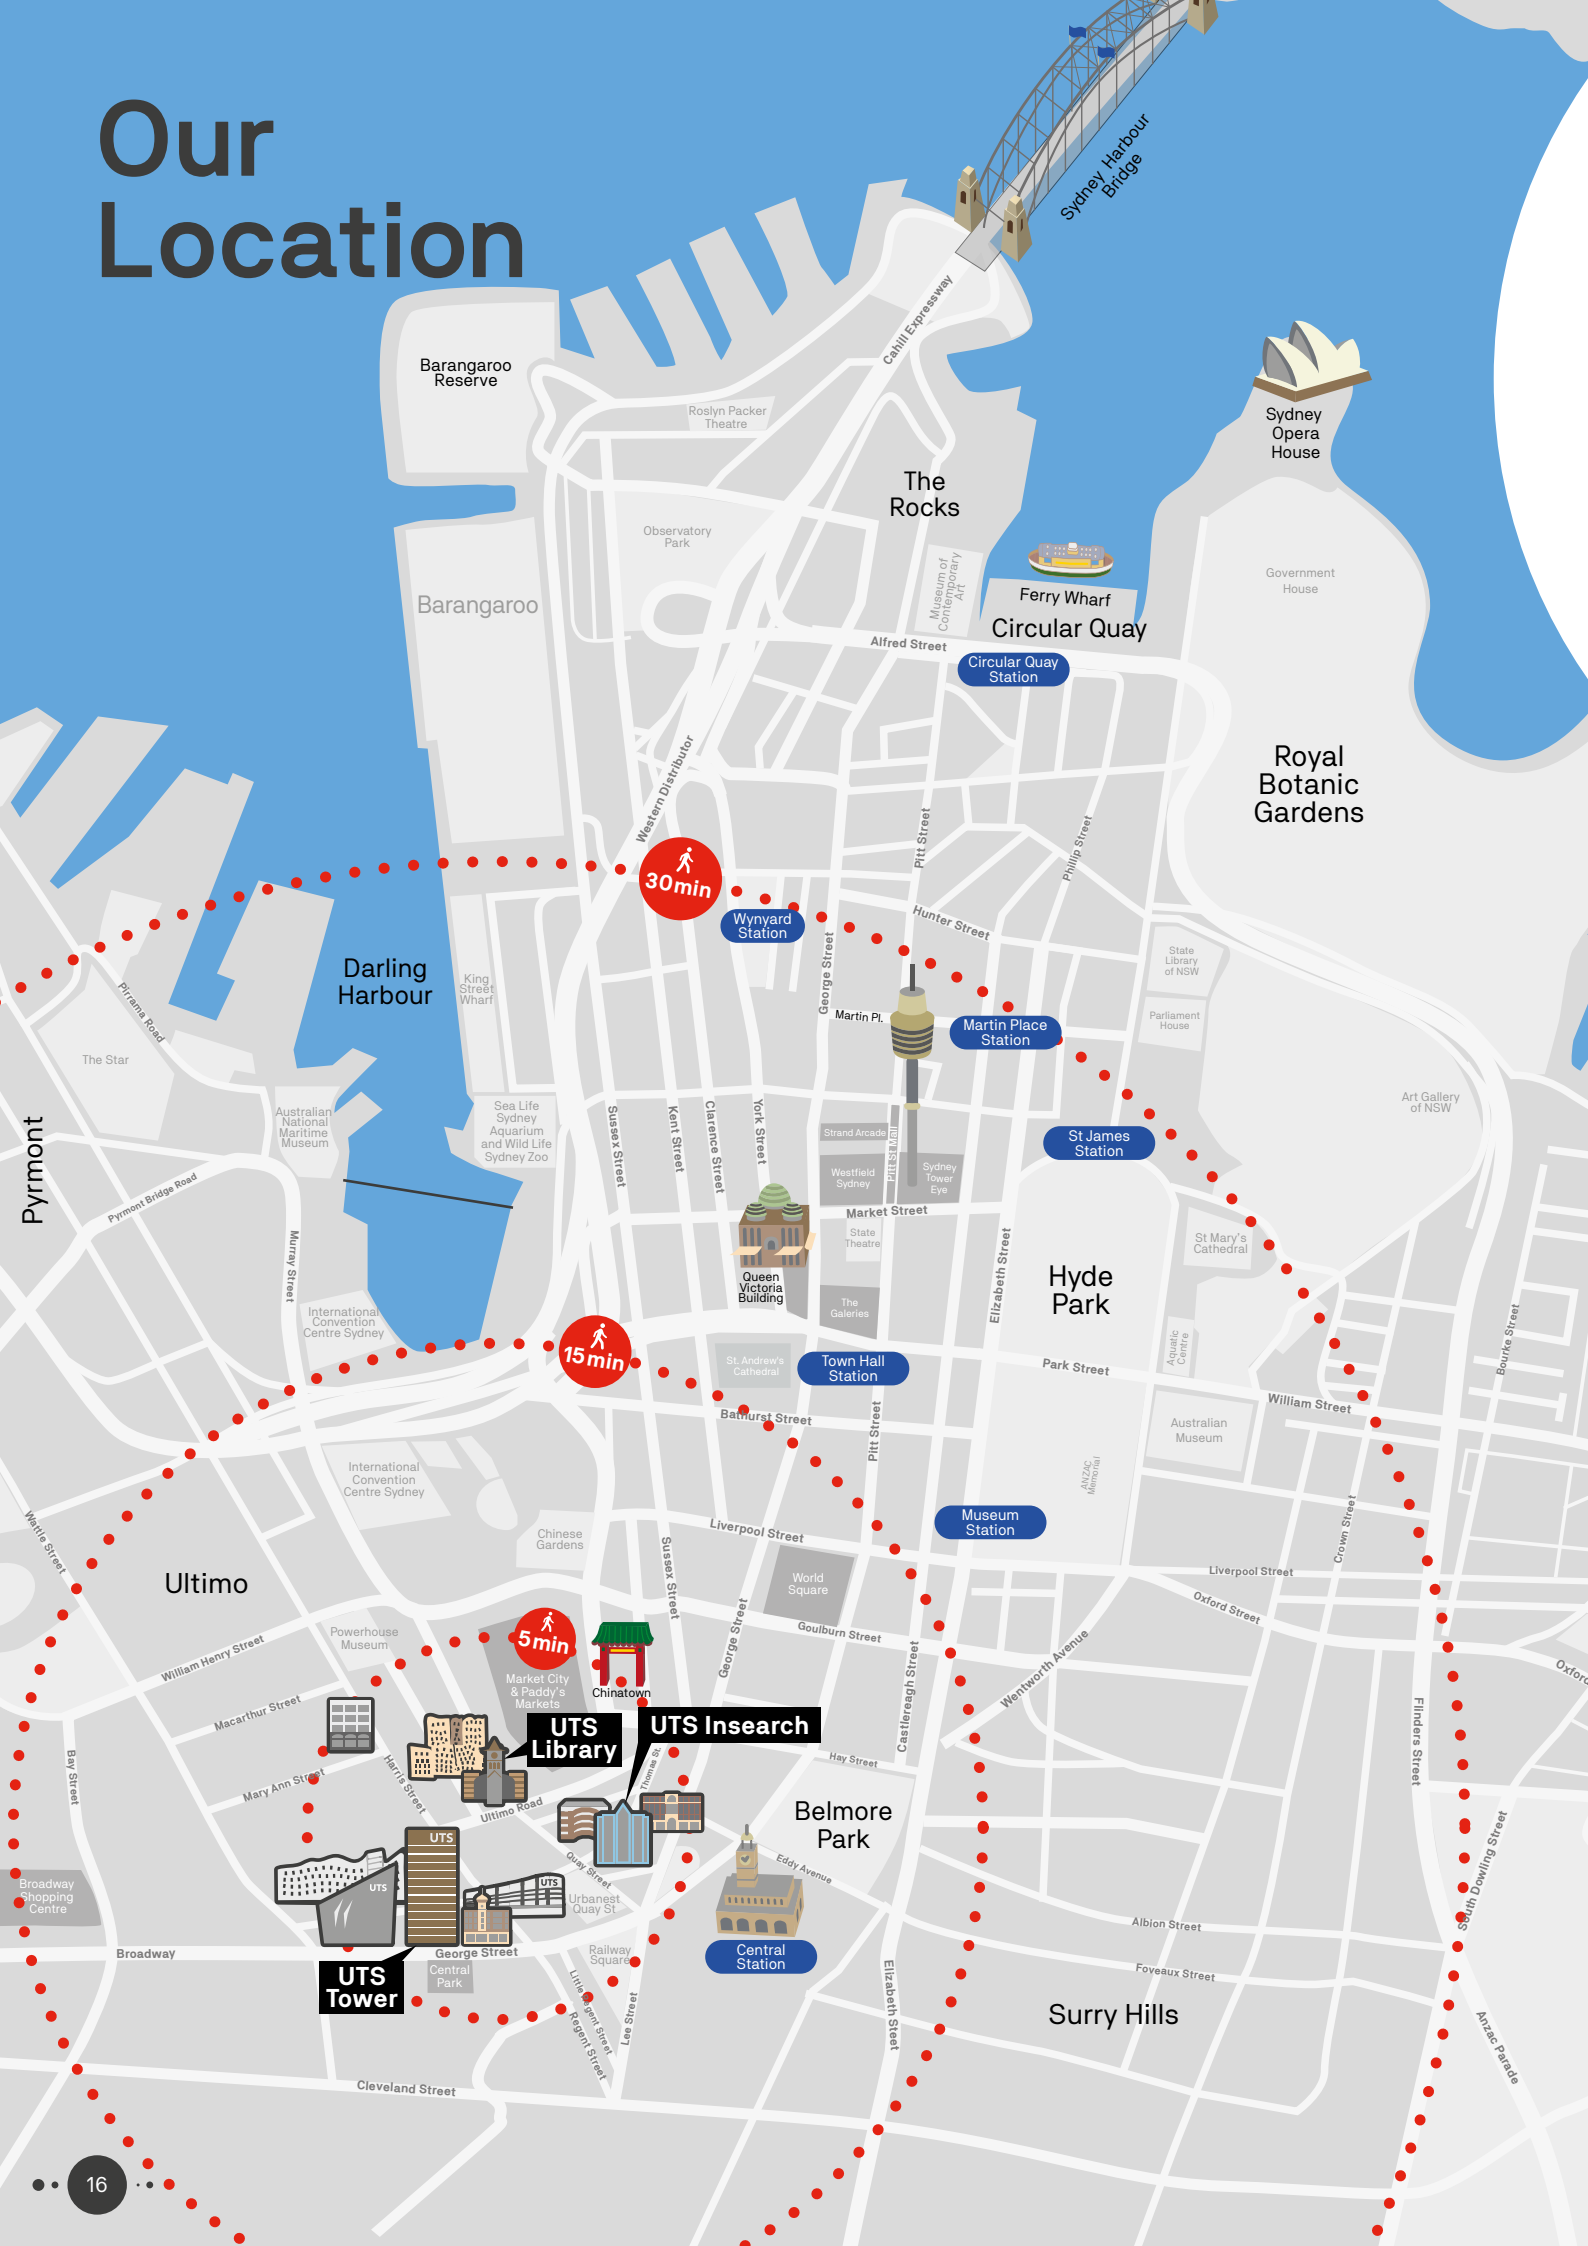 Our
Location
Sydney Harbour
Bridge
Cahill Expressway
Barangaroo
Reserve
Roslyn Packer
Theatre
Sydney
Opera
House
The
Rocks
Observatory
Park
Museum of
Contemporary
Art
Government
House
Barangaroo
Ferry Wharf
Circular Quay
Alfred Street
Circular Quay
Station
Royal
Botanic
Gardens
Western Distributor
Pitt Street
Phillip Street
30min
Wynyard
Station
Hunter Street
George Street
State
Library
of NSW
Darling
Harbour
King
Street
Wharf
Pirrama Road
Martin Pl.
Martin Place
Station
Parliament
House
The Star
Art Gallery
of NSW
Australian
National
Maritime
Museum
Sea Life
Sydney
Aquarium
and Wild Life
Sydney Zoo
Sussex Street
Kent Street
Clarence Street
York Street
Strand Arcade
Pitt St Mall
St James
Station
Pyrmont
Westfield
Sydney
Sydney
Tower
Eye
Pyrmont Bridge Road
Market Street
Murray Street
State
Theatre
Elizabeth Street
St Mary's
Cathedral
Queen
Victoria
Building
Hyde
Park
The
Galeries
International
Convention
Centre Sydney
Aquatic
Centre
Bourke Street
15min
St. Andrew's
Cathedral
Town Hall
Station
Park Street
William Street
Bathurst Street
Pitt Street
Australian
Museum
International
Convention
Centre Sydney
ANZAC
Memorial
Wattle Street
Chinese
Gardens
Liverpool Street
Museum
Station
Crown Street
Sussex Street
Liverpool Street
Ultimo
World
Square
Oxford Street
George Street
Goulburn Street
William Henry Street
Powerhouse
Museum
5min
Castlereagh Street
Wentworth Avenue
Oxford
Market City
& Paddy's
Markets
Chinatown
Macarthur Street
UTS
Library
UTS Insearch
Flinders Street
Bay Street
Mary Ann Street
Harris Street
Thomas St.
Hay Street
Ultimo Road
Belmore
Park
UTS
UTS
UTS
Quay Street
Eddy Avenue
Broadway
Shopping
Centre
Urbanest
Quay St
South Dowling Street
Albion Street
Broadway
George Street
Railway
Square
Central
Station
Central
Park
UTS
Tower
Little Regent Street
Regent Street
Lee Street
Elizabeth Steet
Foveaux Street
Surry Hills
Anzac Parade
Cleveland Street
16